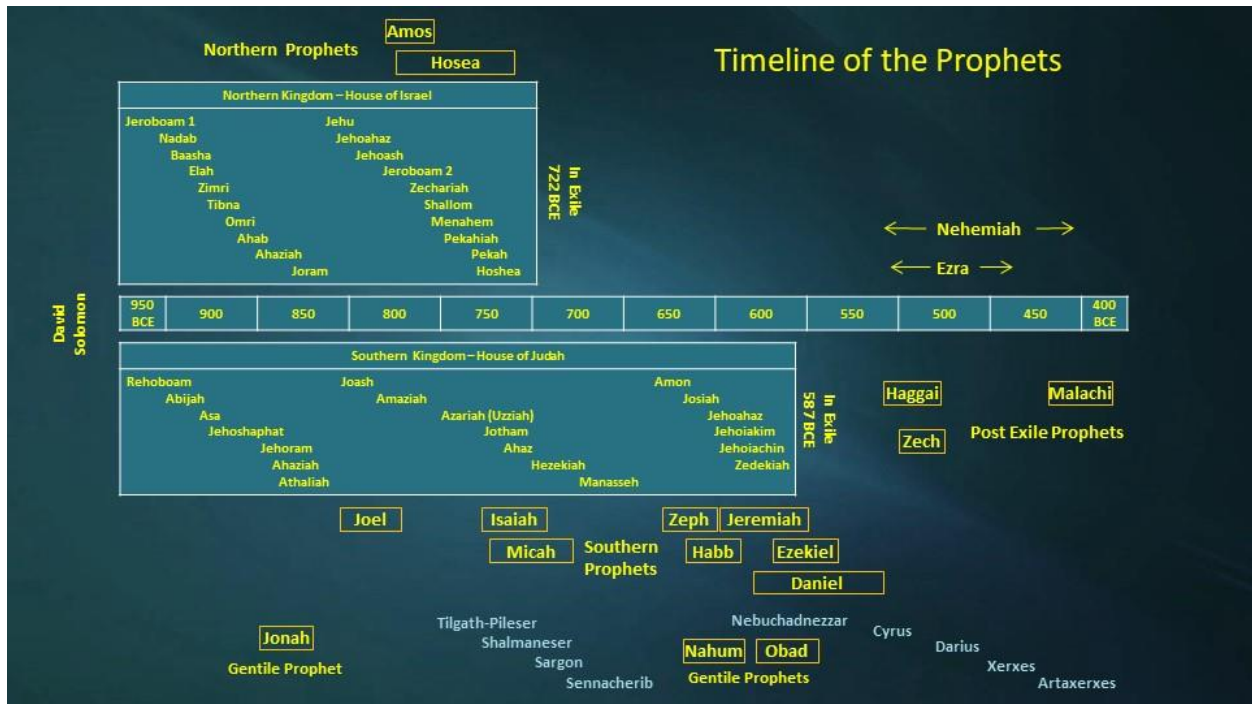 Amos
Northern Prophets
Timeline of the Prophets
Hosea
Northern Kingdom – House of Israel
Jeroboam 1
Jehu
Nadab
Jehoahaz
Baasha
Jehoash
Elah
Jeroboam 2
Zimri
Zechariah
Tibna
Shallom
Omri
Menahem
Ahab
Pekahiah
Ahaziah
Pekah
Joram
Hoshea
In Exile
722 BCE
Nehemiah
Ezra
David
Solomon
950 BCE 900 850 800 750 700 650 600 550 500 450 400 BCE
Southern Kingdom – House of Judah
Rehoboam
Joash
Amon
Abijah
Amaziah
Josiah
Asa
Azariah (Uzziah)
Jehoahaz
Jehoshaphat
Jotham
Jehoiakim
Jehoram
Ahaz
Jehoiachin
Ahaziah
Hezekiah
Zedekiah
Athaliah
Manasseh
In Exile
587 BCE
Haggai
Malachi
Zech
Post Exile Prophets
Joel
Isaiah
Zeph
Jeremiah
Micah
Southern
Prophets
Habb
Ezekiel
Daniel
Jonah
Gentile Prophet
Tilgath-Pileser
Shalmaneser
Sargon
Sennacherib
Nebuchadnezzar
Nahum
Obad
Gentile Prophets
Cyrus
Darius
Xerxes
Artaxerxes